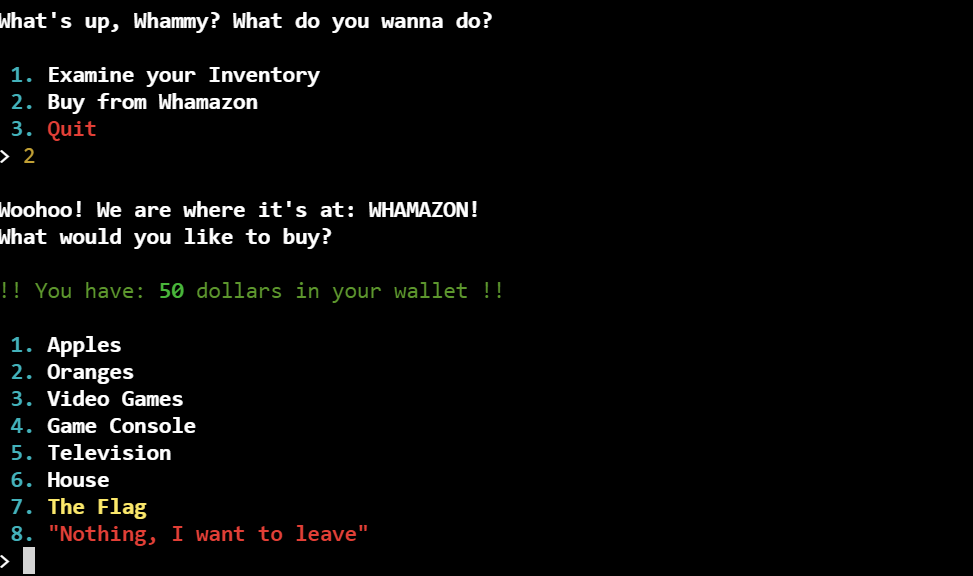 What's up, Whammy? What do you wanna do?
1. Examine your Inventory
2. Buy from Whamazon
3. Quit
> 2
Woohoo! We are where it's at: WHAMAZON!
What would you like to buy?
!! You have: 50 dollars in your wallet !!
1. Apples
2. Oranges
3. Video Games
4. Game Console
5. Television
6. House
7. The Flag
8. "Nothing, I want to leave"
>